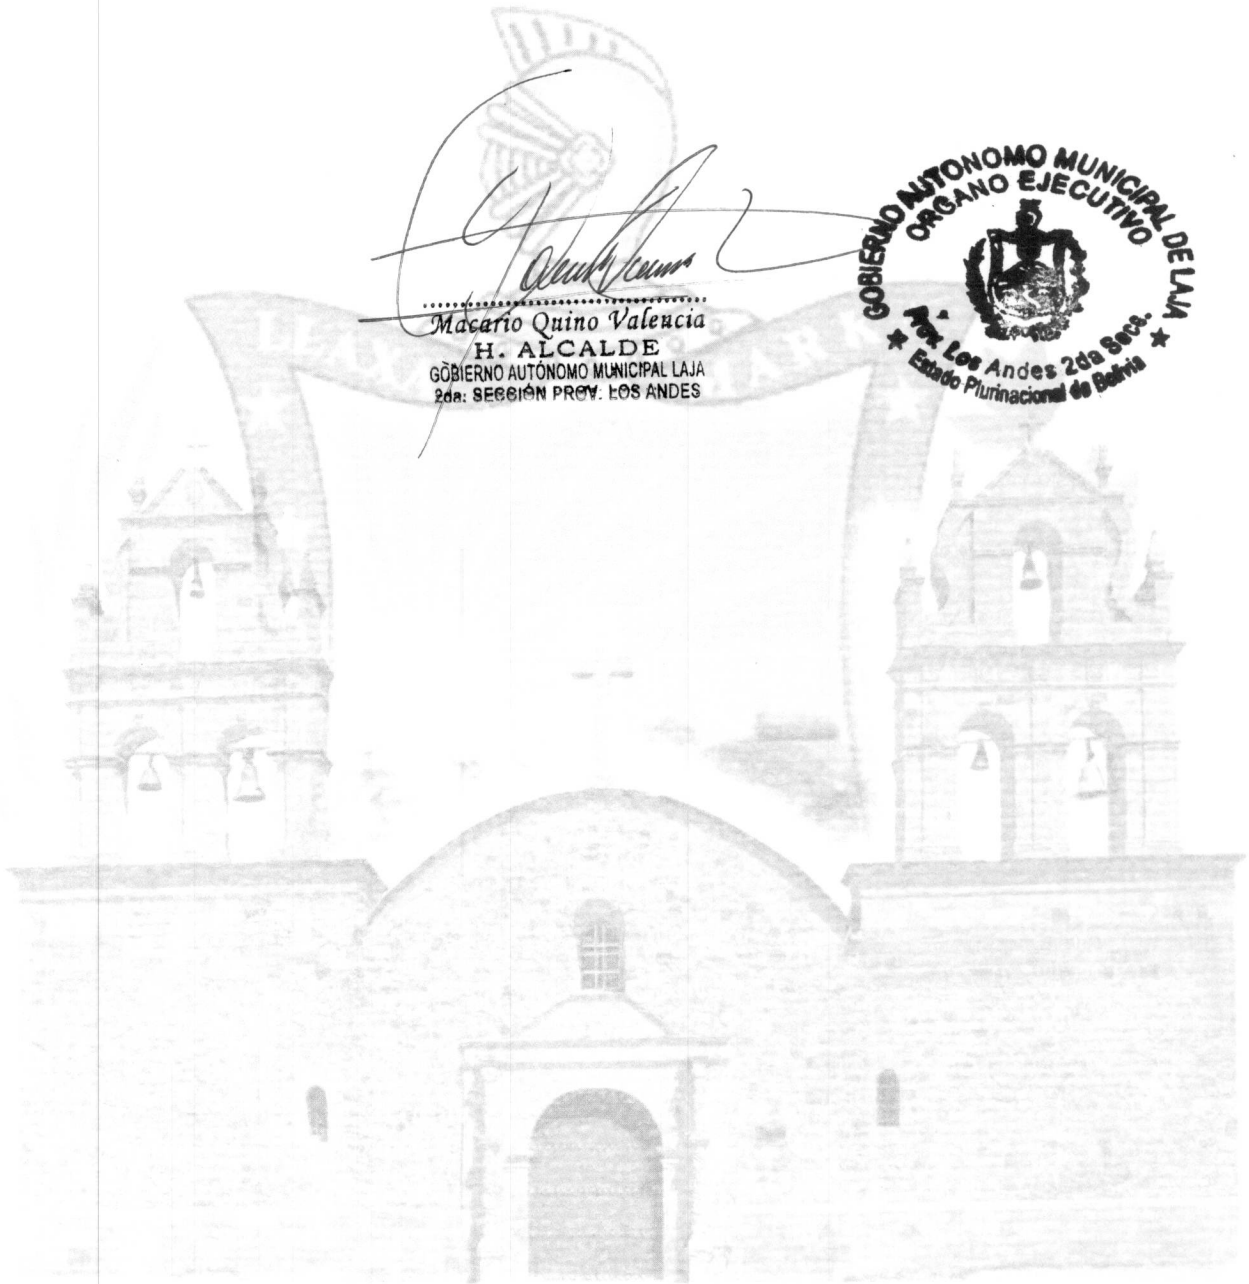 Macario Quino Valencia
H. ALCALDE
GOBIERNO AUTÓNOMO MUNICIPAL LAJA
2da: SECCIÓN PROV: LOS ANDES
GOBIERNO AUTONOMO MUNICIPAL DE LAJA
ORGANO EJECUTIVO
Prov. Los Andes 2da Secc.
Estado Plurinacional de Bolivia